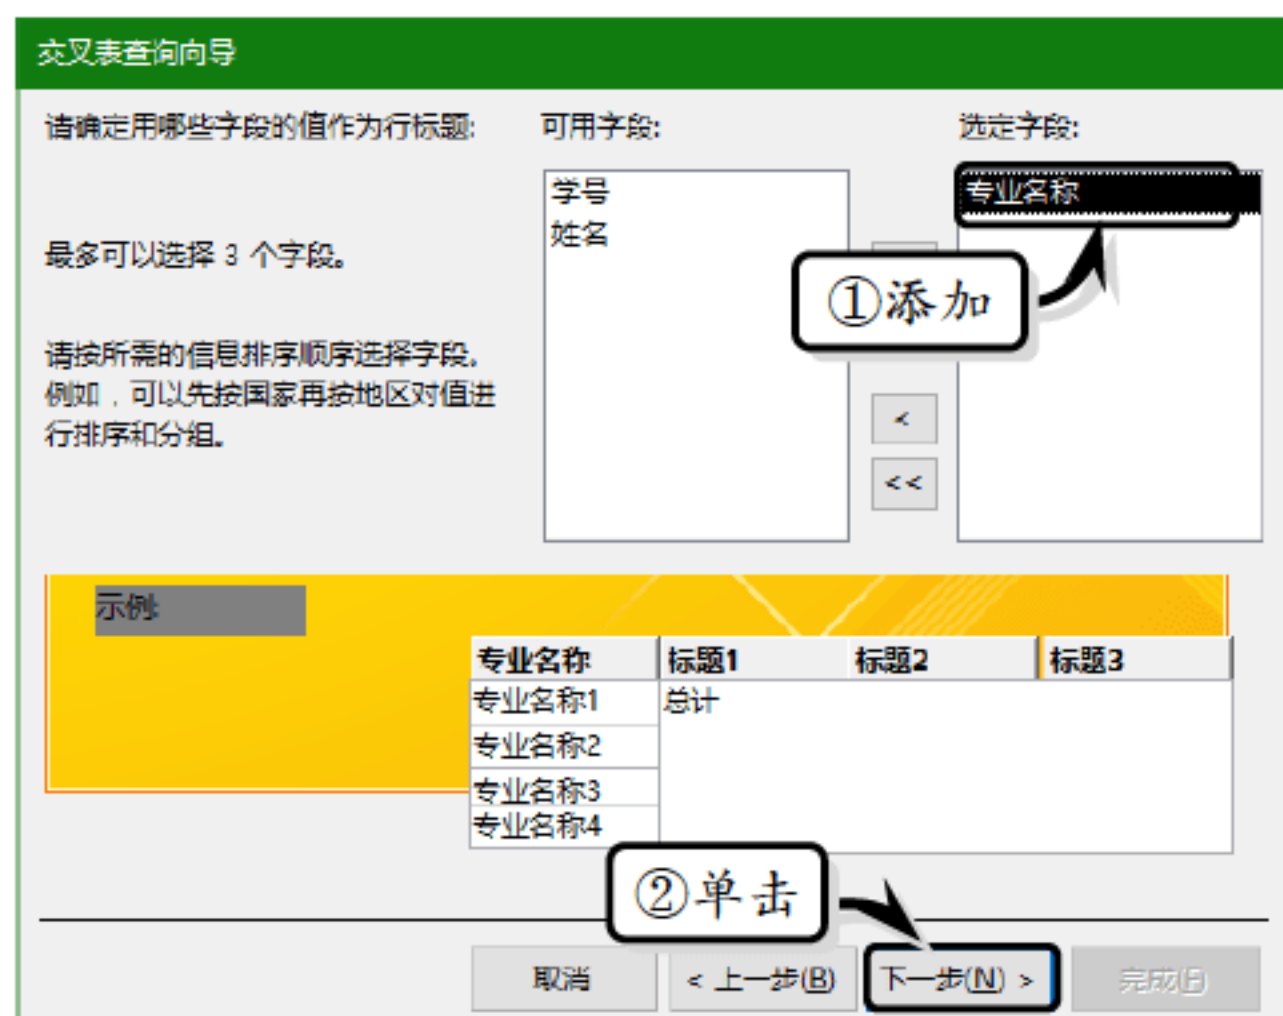 交叉表查询向导
请确定用哪些字段的值作为行标题:
可用字段:
选定字段:
学号
姓名
专业名称
最多可以选择 3 个字段。
①添加
请按所需的信息排序顺序选择字段。
例如，可以先按国家再按地区对值进
行排序和分组。
<
<<
示例:
专业名称 标题1 标题2 标题3
专业名称1 总计
专业名称2
专业名称3
专业名称4
②单击
取消 < 上一步(B) 下一步(N) > 完成(F)